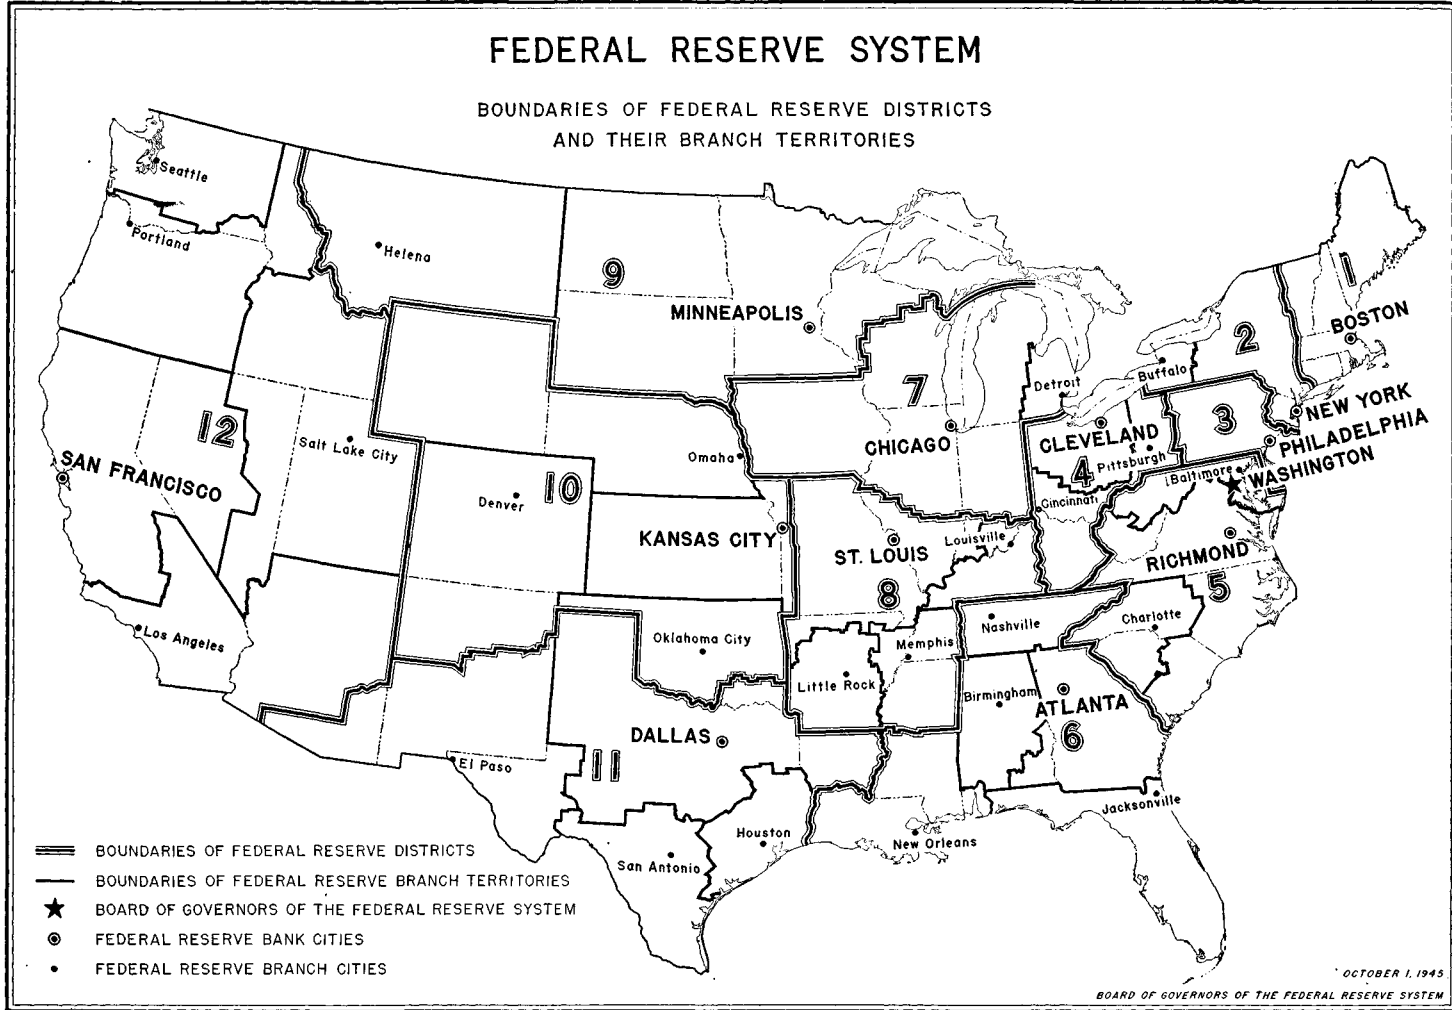 FEDERAL RESERVE SYSTEM
BOUNDARIES OF FEDERAL RESERVE DISTRICTS
AND THEIR BRANCH TERRITORIES
Seattle
Portland
Helena
9
MINNEAPOLIS
1
BOSTON
2
Buffalo
Detroit
7
CHICAGO
3
NEW YORK
PHILADELPHIA
WASHINGTON
CLEVELAND
4
Pittsburgh
Baltimore
Cincinnati
12
SAN FRANCISCO
Salt Lake City
Omaha
Denver
10
KANSAS CITY
ST. LOUIS
8
Louisville
RICHMOND
5
Charlotte
Nashville
Memphis
Los Angeles
Oklahoma City
Little Rock
Birmingham
ATLANTA
6
DALLAS
11
El Paso
Houston
San Antonio
New Orleans
Jacksonville
BOUNDARIES OF FEDERAL RESERVE DISTRICTS
BOUNDARIES OF FEDERAL RESERVE BRANCH TERRITORIES
BOARD OF GOVERNORS OF THE FEDERAL RESERVE SYSTEM
FEDERAL RESERVE BANK CITIES
FEDERAL RESERVE BRANCH CITIES
OCTOBER 1, 1945
BOARD OF GOVERNORS OF THE FEDERAL RESERVE SYSTEM